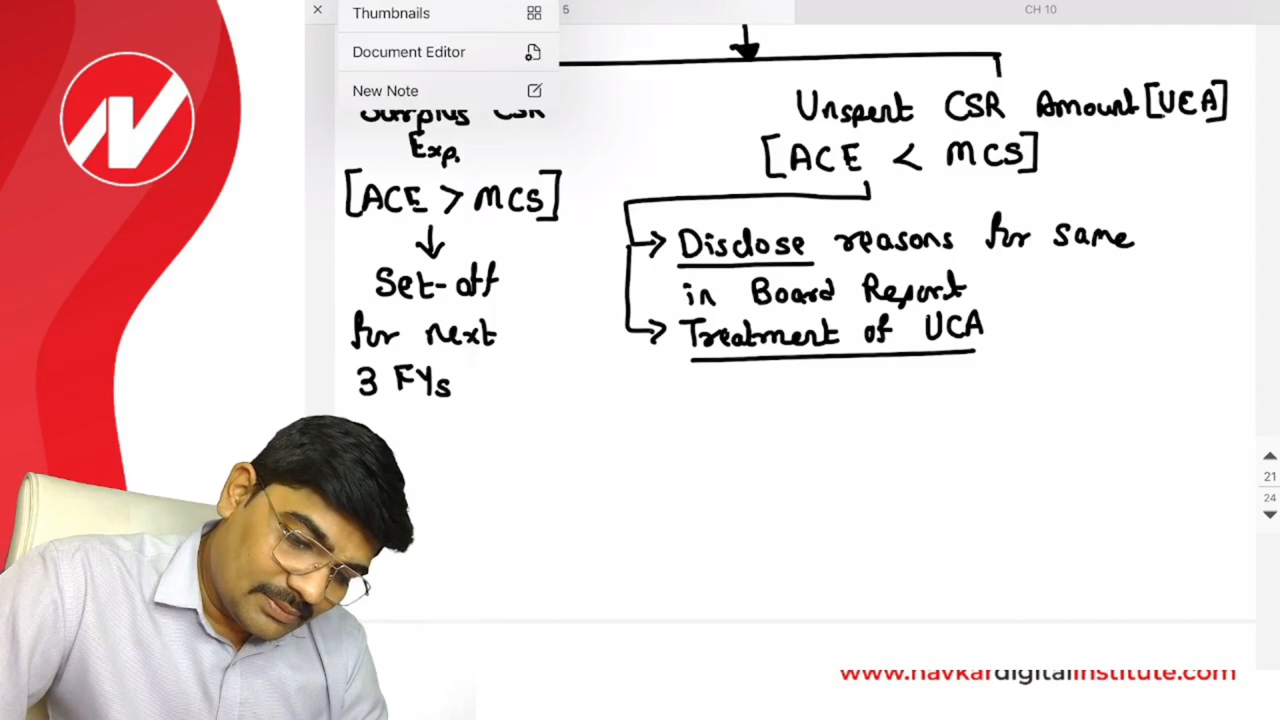 Thumbnails
Document Editor
New Note
5
CH 10
Surplus CSR
Exp.
[ACE > MCS]
Set-off
for next
3 FYs
Unspent CSR Amount [UCA]
[ACE < MCS]
Disclose reasons for same
in Board Report
Treatment of UCA
21
24
www.navkardigitalinstitute.com